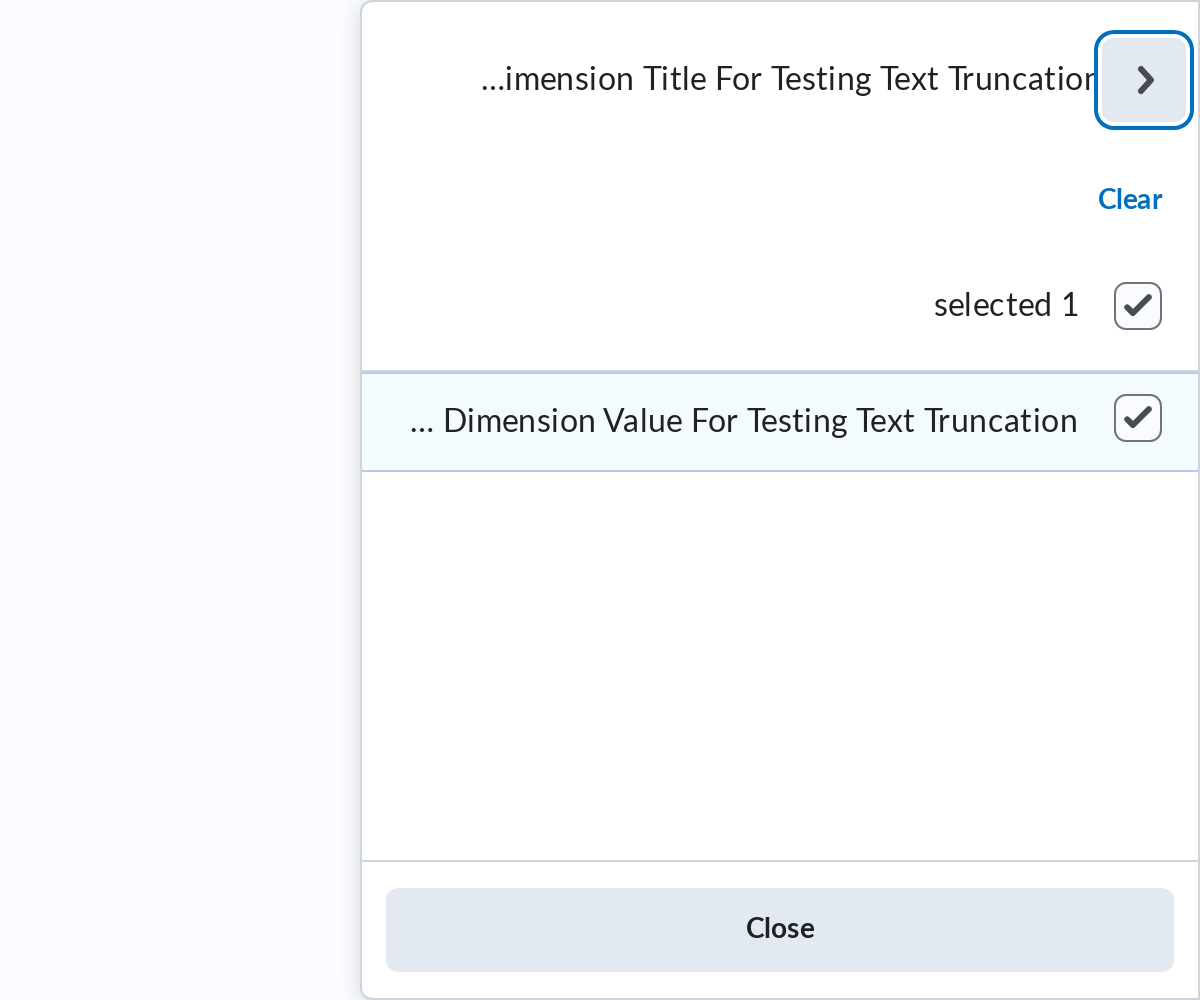 ...imension Title For Testing Text Truncation
Clear
selected 1
... Dimension Value For Testing Text Truncation
Close